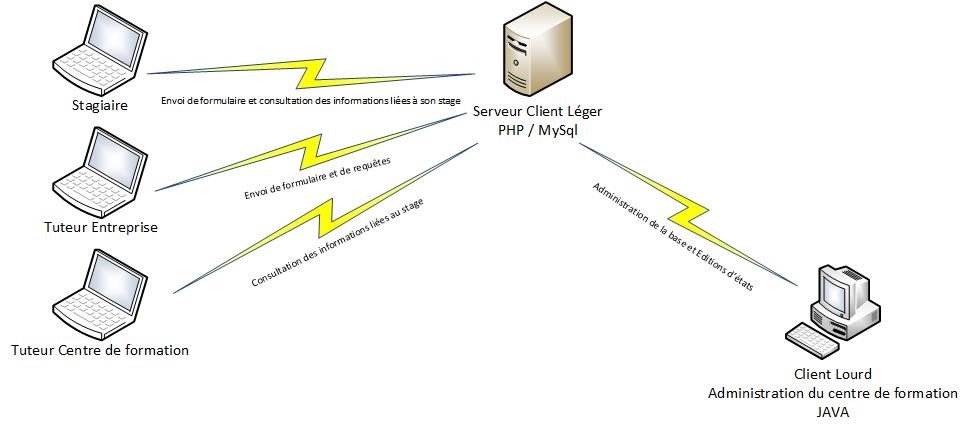 Stagiaire
Envoi de formulaire et consultation des informations liées à son stage
Serveur Client Léger
PHP / MySql
Tuteur Entreprise
Envoi de formulaire et de requêtes
Consultation des informations liées au stage
Tuteur Centre de formation
Administration de la base et Editions d'états
Client Lourd
Administration du centre de formation
JAVA